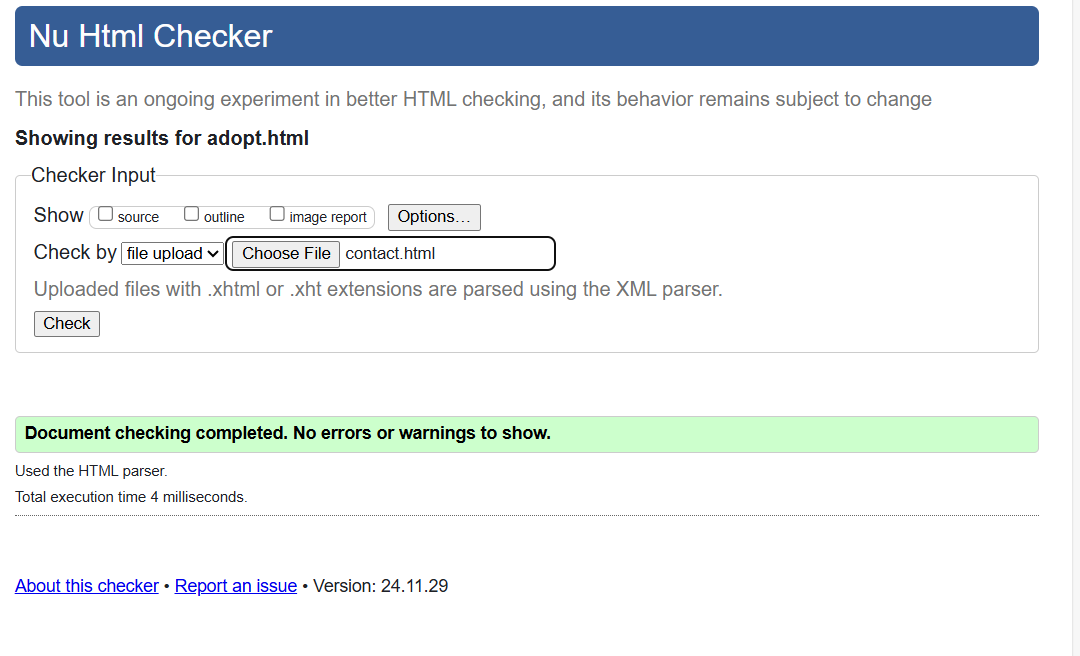 Nu Html Checker
This tool is an ongoing experiment in better HTML checking, and its behavior remains subject to change
Showing results for adopt.html
Checker Input
Show source outline image report Options...
Check by file upload Choose File contact.html
Uploaded files with .xhtml or .xht extensions are parsed using the XML parser.
Check
Document checking completed. No errors or warnings to show.
Used the HTML parser.
Total execution time 4 milliseconds.
About this checker • Report an issue • Version: 24.11.29